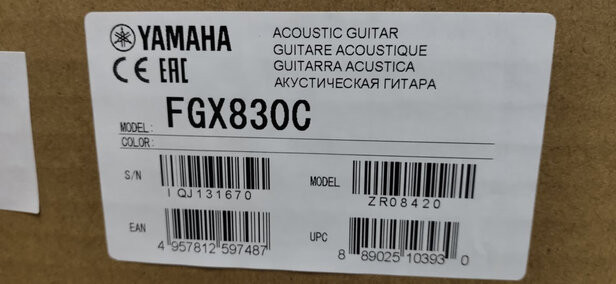 YAMAHA
ACOUSTIC GUITAR
GUITARE ACOUSTIQUE
GUITARRA ACUSTICA
АКУСТИЧЕСКАЯ ГИТАРА
CE EAC
MODEL: FGX830C
COLOR:
S/N
IQJ131670
MODEL
ZR08420
EAN
4 957812 597487
UPC
8 89025 10393 0